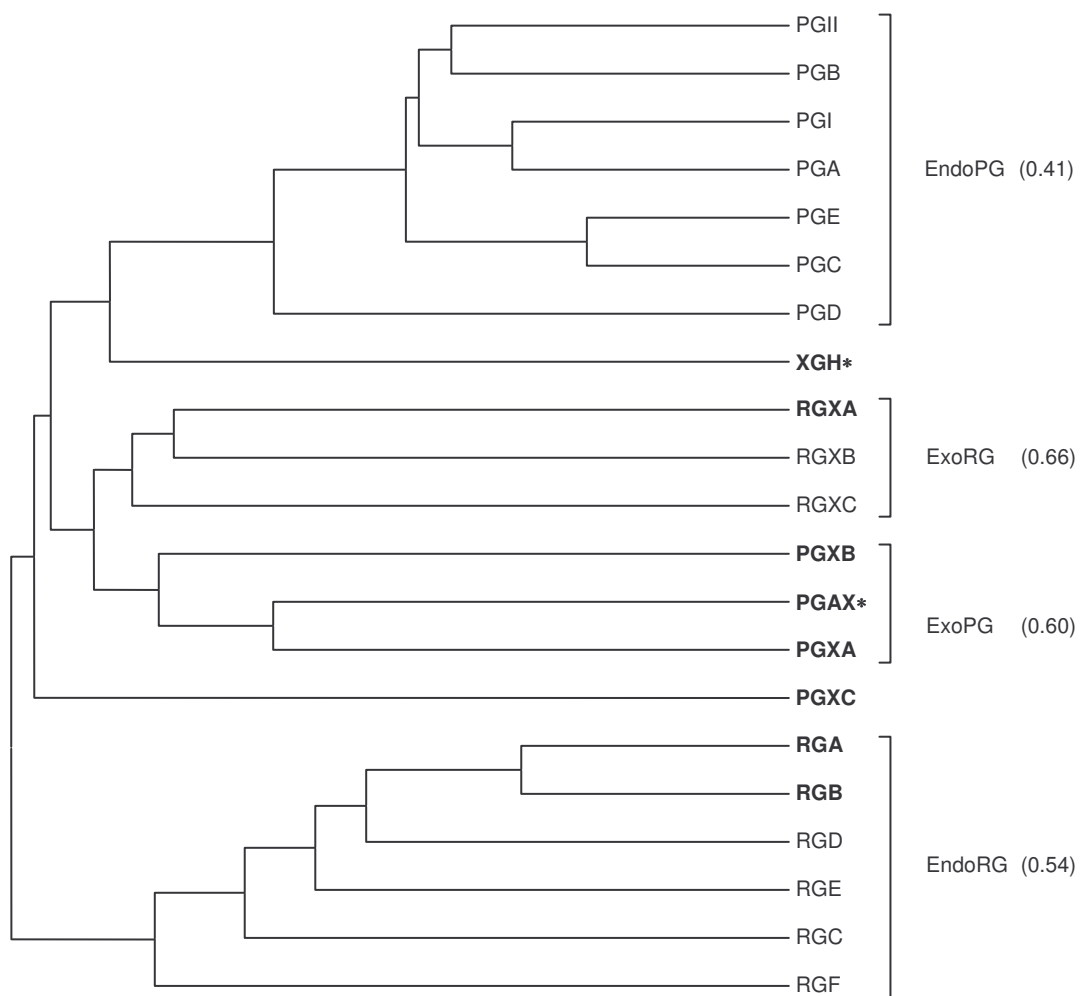 PGII
PGB
PGI
PGA
EndoPG (0.41)
PGE
PGC
PGD
XGH*
RGXA
RGXB
ExoRG (0.66)
RGXC
PGXB
PGAX*
ExoPG (0.60)
PGXA
PGXC
RGA
RGB
RGD
EndoRG (0.54)
RGE
RGC
RGF